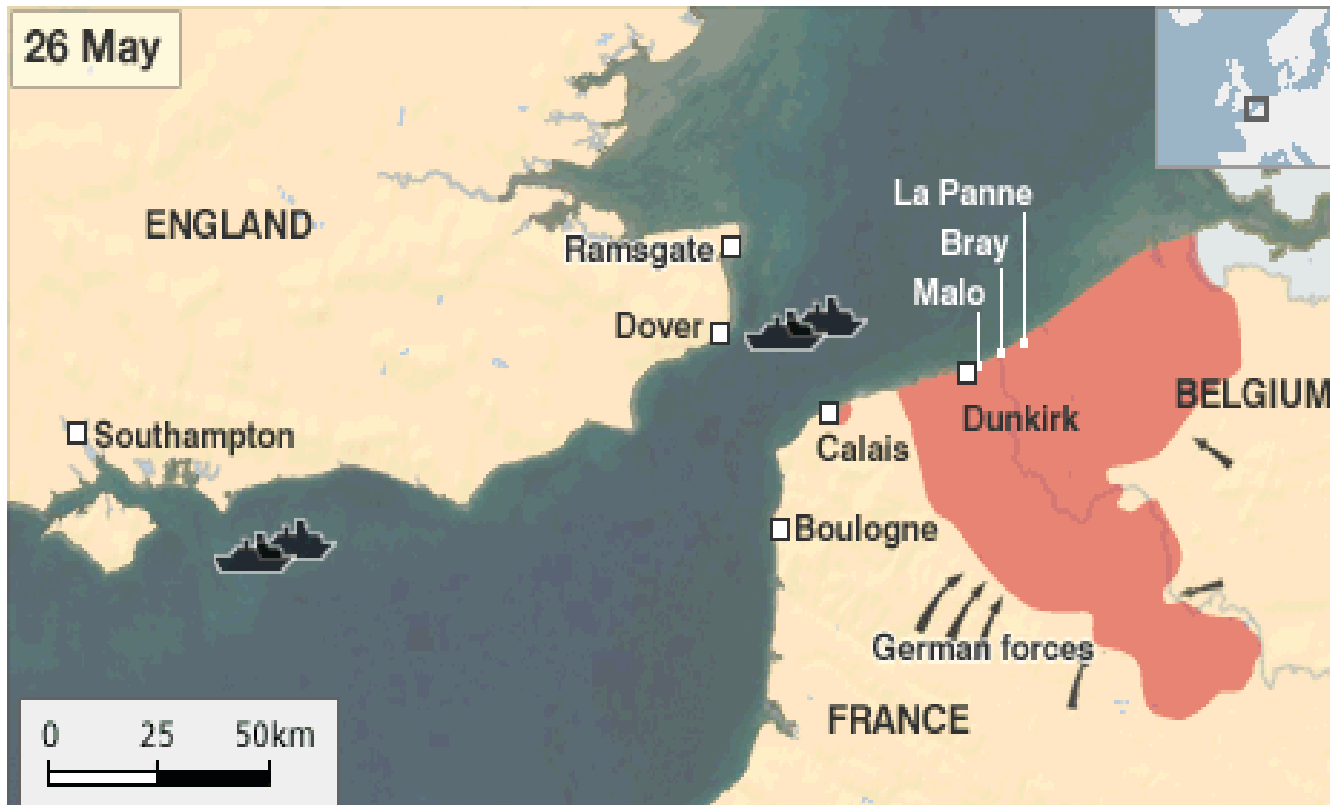 26 May
La Panne
ENGLAND
Bray
Ramsgate
Malo
Dover
BELGIUM
Dunkirk
Southampton
Calais
Boulogne
German forces
FRANCE
0 25 50km